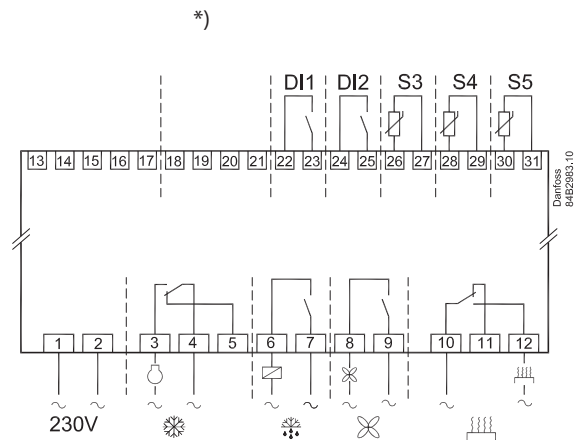 *)
DI1 DI2 S3 S4 S5
13 14 15 16 17 18 19 20 21 22 23 24 25 26 27 28 29 30 31
Danfoss
84B2983.10
1 2 3 4 5 6 7 8 9 10 11 12
230V